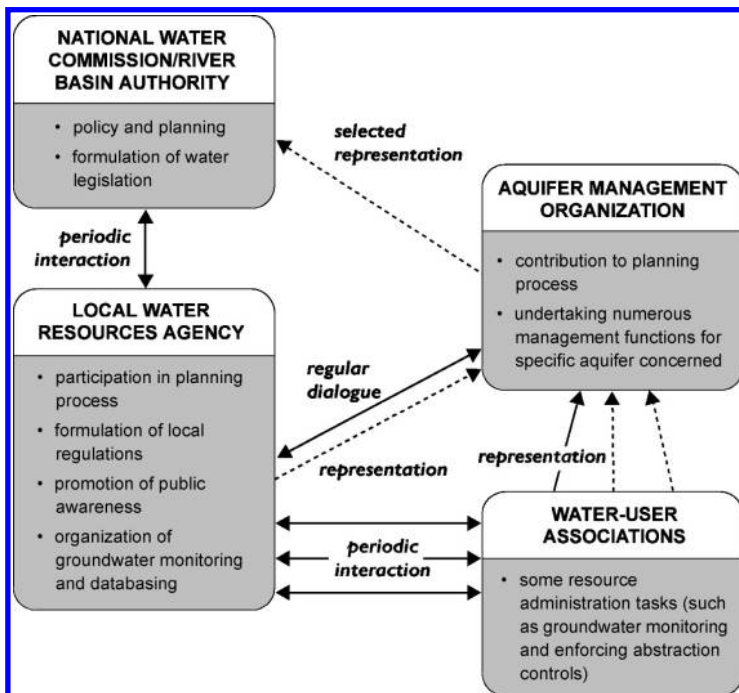 NATIONAL WATER
COMMISSION/RIVER
BASIN AUTHORITY
• policy and planning
• formulation of water
legislation
selected
representation
AQUIFER MANAGEMENT
ORGANIZATION
• contribution to planning
process
• undertaking numerous
management functions for
specific aquifer concerned
periodic
interaction
LOCAL WATER
RESOURCES AGENCY
• participation in planning
process
• formulation of local
regulations
• promotion of public
awareness
• organization of
groundwater monitoring
and databasing
regular
dialogue
representation
representation
periodic
interaction
WATER-USER
ASSOCIATIONS
• some resource
administration tasks (such
as groundwater monitoring
and enforcing abstraction
controls)